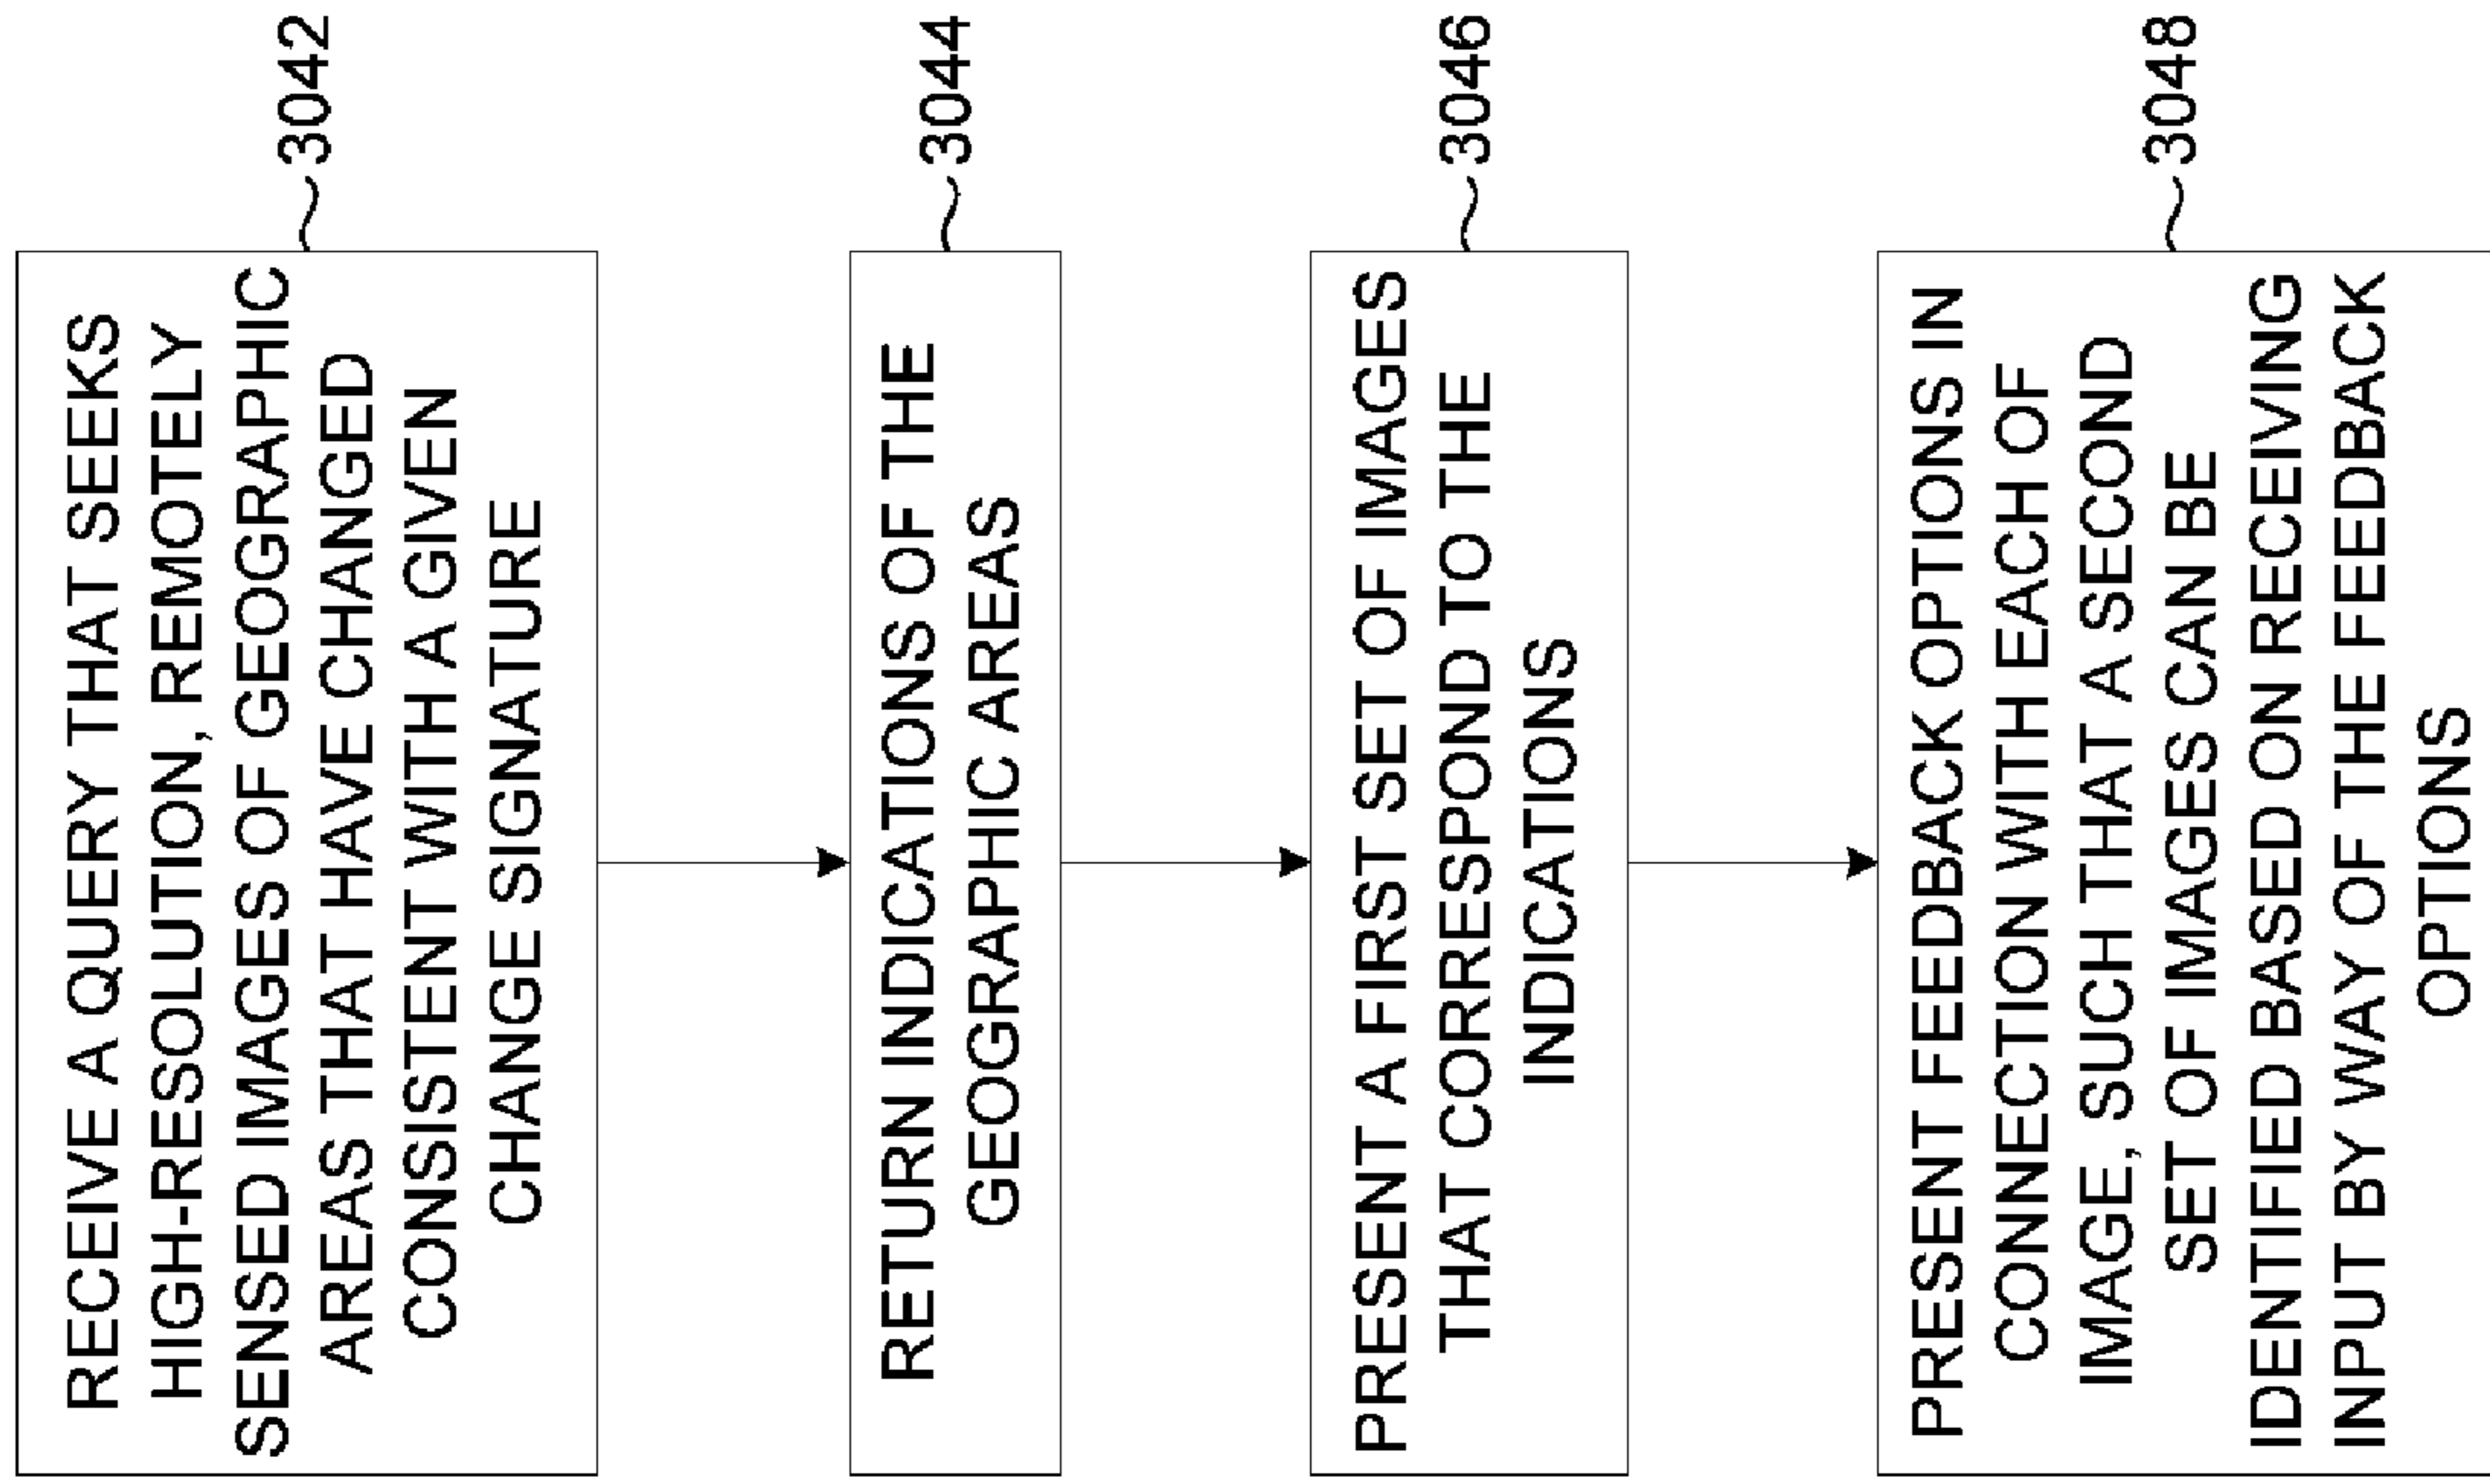 RECEIVE A QUERY THAT SEEKS
HIGH-RESOLUTION, REMOTELY
SENSED IMAGES OF GEOGRAPHIC
AREAS THAT HAVE CHANGED
CONSISTENT WITH A GIVEN
CHANGE SIGNATURE
3042
RETURN INDICATIONS OF THE
GEOGRAPHIC AREAS
3044
PRESENT A FIRST SET OF IMAGES
THAT CORRESPOND TO THE
INDICATIONS
3046
PRESENT FEEDBACK OPTIONS IN
CONNECTION WITH EACH OF
IMAGE, SUCH THAT A SECOND
SET OF IMAGES CAN BE
IDENTIFIED BASED ON RECEIVING
INPUT BY WAY OF THE FEEDBACK
OPTIONS
3048